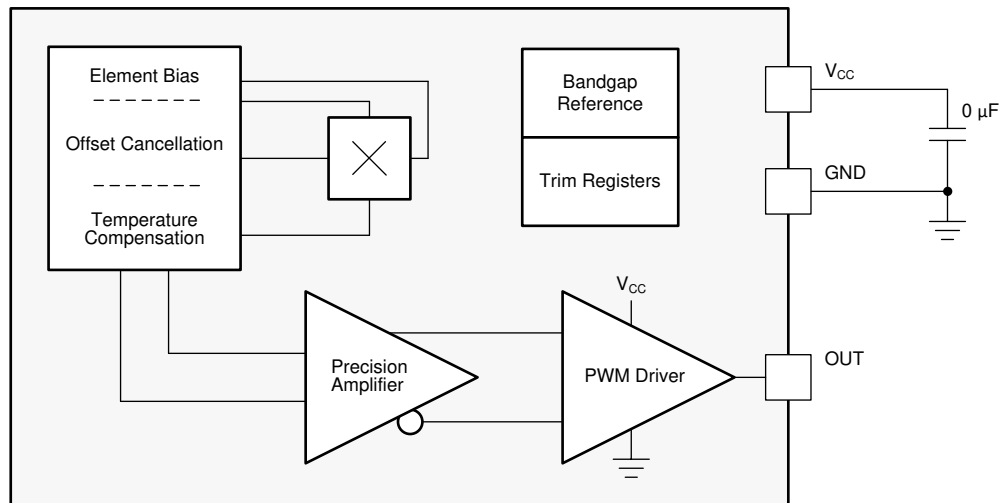 Element Bias
Offset Cancellation
Temperature
Compensation
Bandgap
Reference
Trim Registers
VCC
0 µF
GND
VCC
Precision
Amplifier
PWM Driver
OUT